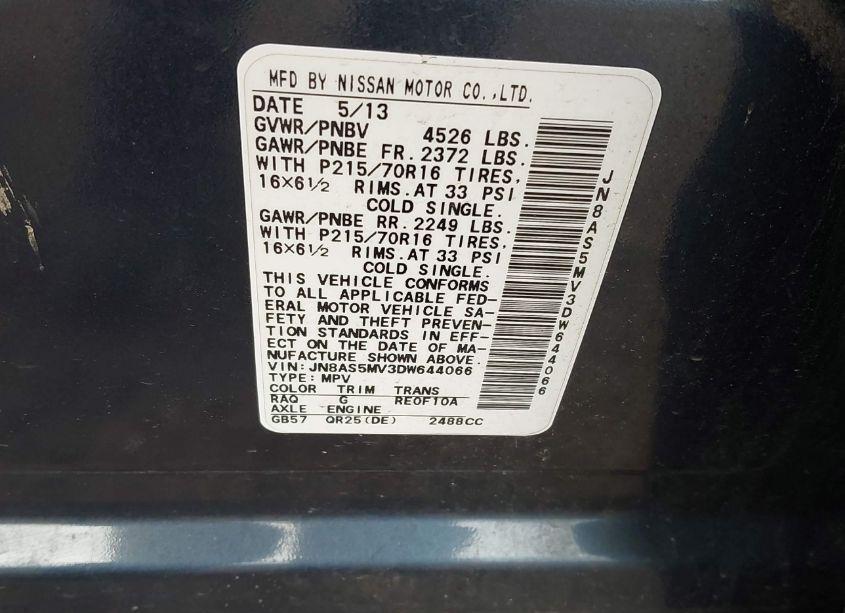 MFD BY NISSAN MOTOR CO.,LTD.
DATE 5/13
GVWR/PNBV 4526 LBS.
GAWR/PNBE FR. 2372 LBS.
WITH P215/70R16 TIRES,
16×6½ RIMS.AT 33 PSI
COLD SINGLE.
GAWR/PNBE RR. 2249 LBS.
WITH P215/70R16 TIRES,
16×6½ RIMS.AT 33 PSI
COLD SINGLE.
THIS VEHICLE CONFORMS
TO ALL APPLICABLE FED-
ERAL MOTOR VEHICLE SA-
FETY AND THEFT PREVEN-
TION STANDARDS IN EFF-
ECT ON THE DATE OF MA-
NUFACTURE SHOWN ABOVE.
VIN: JN8AS5MV3DW644066
TYPE: MPV
COLOR TRIM TRANS
RAQ G RE0F10A
AXLE ENGINE
GB57 QR25(DE) 2488CC
JN8AS5MV3DW644066